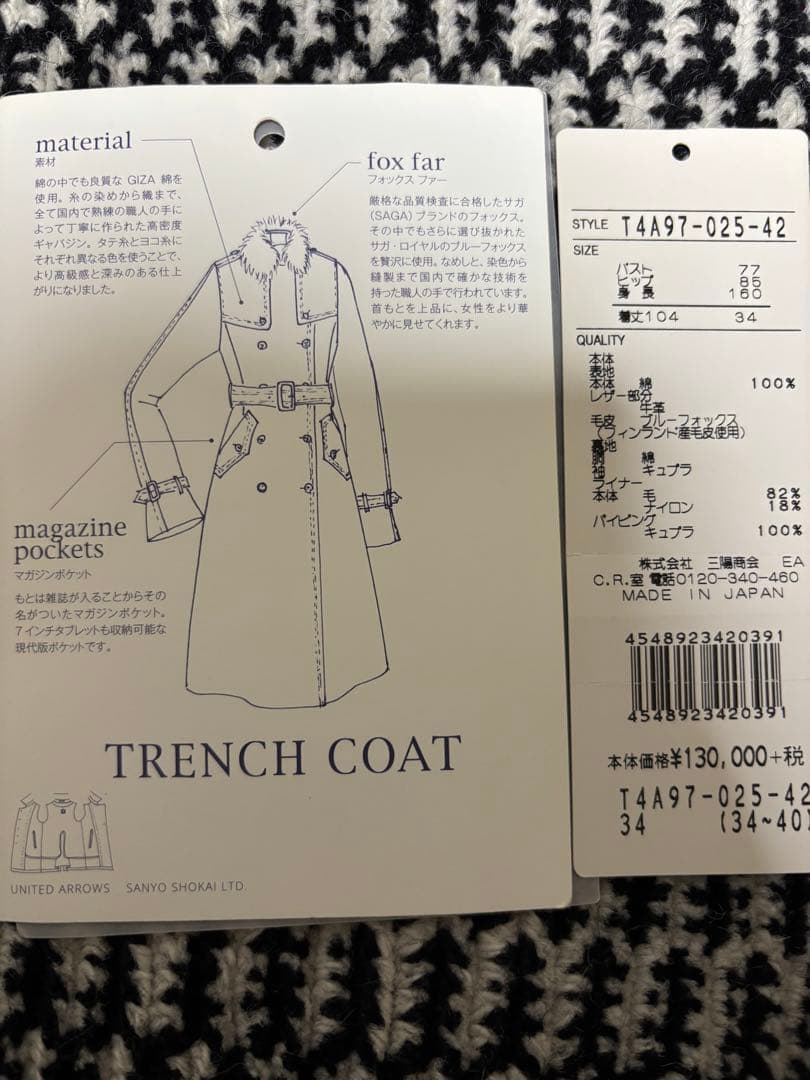 material
素材
綿の中でも良質な GIZA 綿を
使用。糸の染めから織まで、
全て国内で熟練の職人の手に
よって丁寧に作られた高密度
ギャバジン。タテ糸とヨコ糸に
それぞれ異なる色を使うことで、
より高級感と深みのある仕上
がりになりました。
fox far
フォックス ファー
厳格な品質検査に合格したサガ
(SAGA)ブランドのフォックス。
その中でもさらに選び抜かれた
サガ・ロイヤルのブルーフォックス
を贅沢に使用。なめしと、染色から
縫製まで国内で確かな技術を
持った職人の手で行われています。
首もとを上品に、女性をより華
やかに見せてくれます。
magazine
pockets
マガジンポケット
もとは雑誌が入ることからその
名がついたマガジンポケット。
7インチタブレットも収納可能な
現代版ポケットです。
TRENCH COAT
UNITED ARROWS SANYO SHOKAI LTD.
STYLE T4A97-025-42
SIZE
バスト 77
ヒップ 85
身長 160
着丈104 34
QUALITY
本体
表地
本体 綿 100%
レザー部分
牛革
毛皮 ブルーフォックス
(フィンランド産毛皮使用)
裏地
胴 綿
袖 キュプラ
ライナー
本体 毛 82%
ナイロン 18%
パイピング
キュプラ 100%
株式会社 三陽商会 EA
C.R.室 電話0120-340-460
MADE IN JAPAN
4548923420391
4548923420391
本体価格¥130,000+税
T4A97-025-42
34 (34~40)